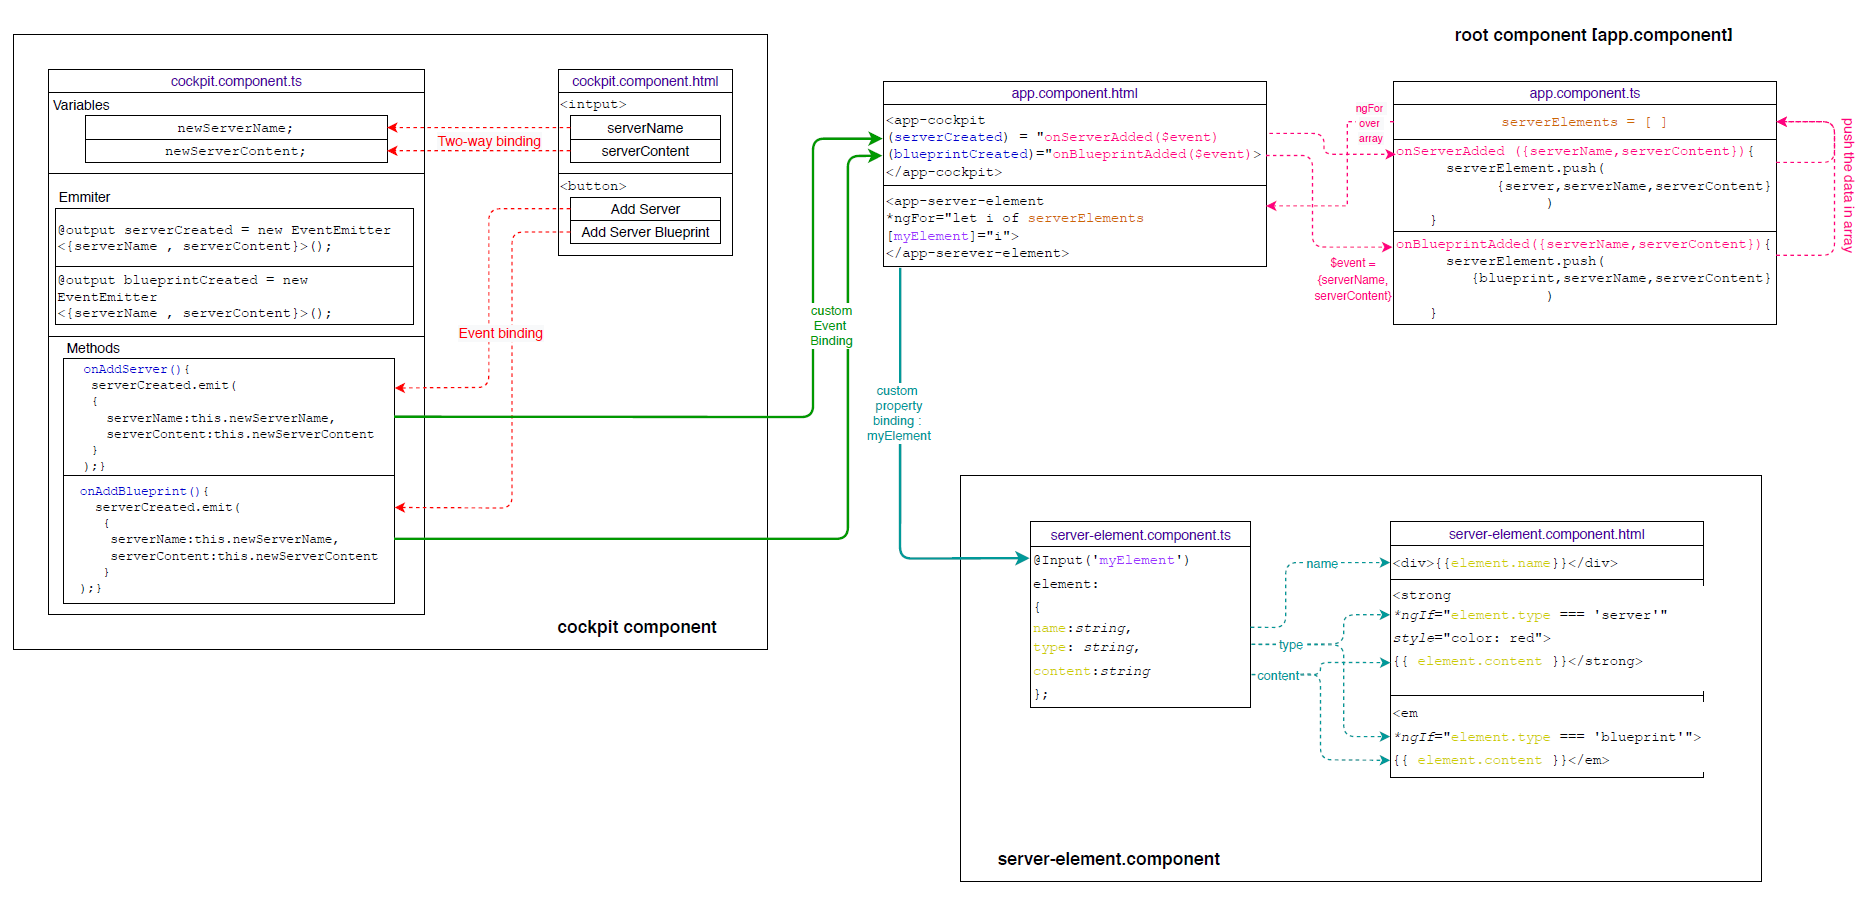 cockpit.component.ts
Variables
newServerName;
newServerContent;
Emmiter
@output serverCreated = new EventEmitter
<{serverName , serverContent}>();
@output blueprintCreated = new
EventEmitter
<{serverName , serverContent}>();
Methods
onAddServer(){
serverCreated.emit(
{
serverName:this.newServerName,
serverContent:this.newServerContent
}
);}
onAddBlueprint(){
serverCreated.emit(
{
serverName:this.newServerName,
serverContent:this.newServerContent
}
);}
Two-way binding
Event binding
cockpit.component.html
<intput>
serverName
serverContent
<button>
Add Server
Add Server Blueprint
cockpit component
custom
Event
Binding
root component [app.component]
app.component.html
<app-cockpit
(serverCreated) = "onServerAdded($event)
(blueprintCreated)="onBlueprintAdded($event)>
</app-cockpit>
<app-server-element
*ngFor="let i of serverElements
[myElement]="i">
</app-serever-element>
ngFor
over
array
$event =
{serverName,
serverContent}
app.component.ts
serverElements = [ ]
onServerAdded ({serverName,serverContent}){
serverElement.push(
{server,serverName,serverContent}
)
}
onBlueprintAdded({serverName,serverContent}){
serverElement.push(
{blueprint,serverName,serverContent}
)
}
push the data in array
custom
property
binding :
myElement
server-element.component.ts
@Input('myElement')
element:
{
name:string,
type: string,
content:string
};
name
type
content
server-element.component.html
<div>{{element.name}}</div>
<strong
*ngIf="element.type === 'server'"
style="color: red">
{{ element.content }}</strong>
<em
*ngIf="element.type === 'blueprint'">
{{ element.content }}</em>
server-element.component